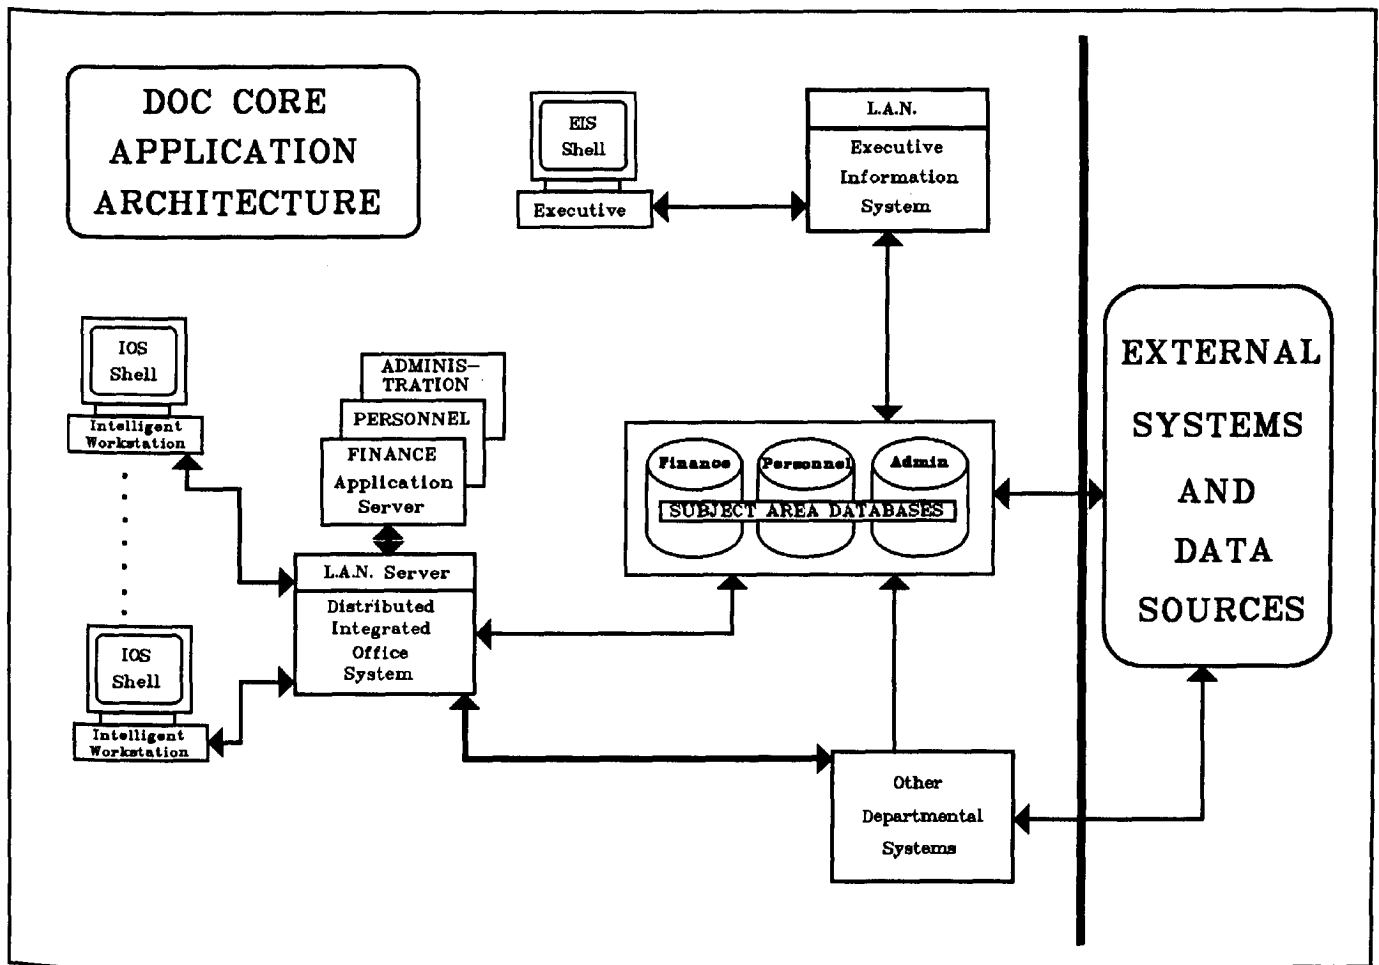 DOC CORE
APPLICATION
ARCHITECTURE
EIS
Shell
Executive
L.A.N.
Executive
Information
System
IOS
Shell
Intelligent
Workstation
ADMINIS-
TRATION
PERSONNEL
FINANCE
Application
Server
L.A.N. Server
Distributed
Integrated
Office
System
IOS
Shell
Intelligent
Workstation
Finance
Personnel
Admin
SUBJECT AREA DATABASES
Other
Departmental
Systems
EXTERNAL
SYSTEMS
AND
DATA
SOURCES